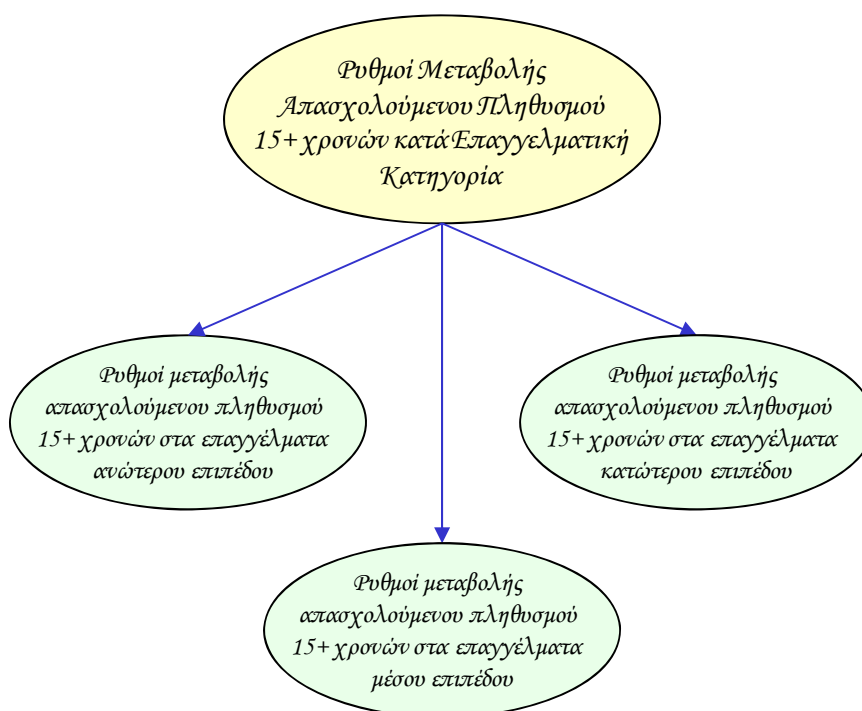 Ρυθμοί Μεταβολής
Απασχολούμενου Πληθυσμού
15+ χρονών κατά Επαγγελματική
Κατηγορία
Ρυθμοί μεταβολής
απασχολούμενου πληθυσμού
15+ χρονών στα επαγγέλματα
ανώτερου επιπέδου
Ρυθμοί μεταβολής
απασχολούμενου πληθυσμού
15+ χρονών στα επαγγέλματα
κατώτερου επιπέδου
Ρυθμοί μεταβολής
απασχολούμενου πληθυσμού
15+ χρονών στα επαγγέλματα
μέσου επιπέδου